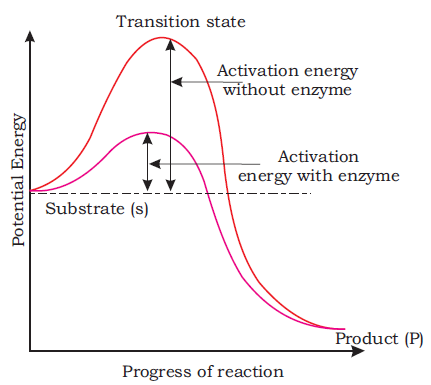 Transition state
Activation energy
without enzyme
Activation
energy with enzyme
Potential Energy
Substrate (s)
Product (P)
Progress of reaction